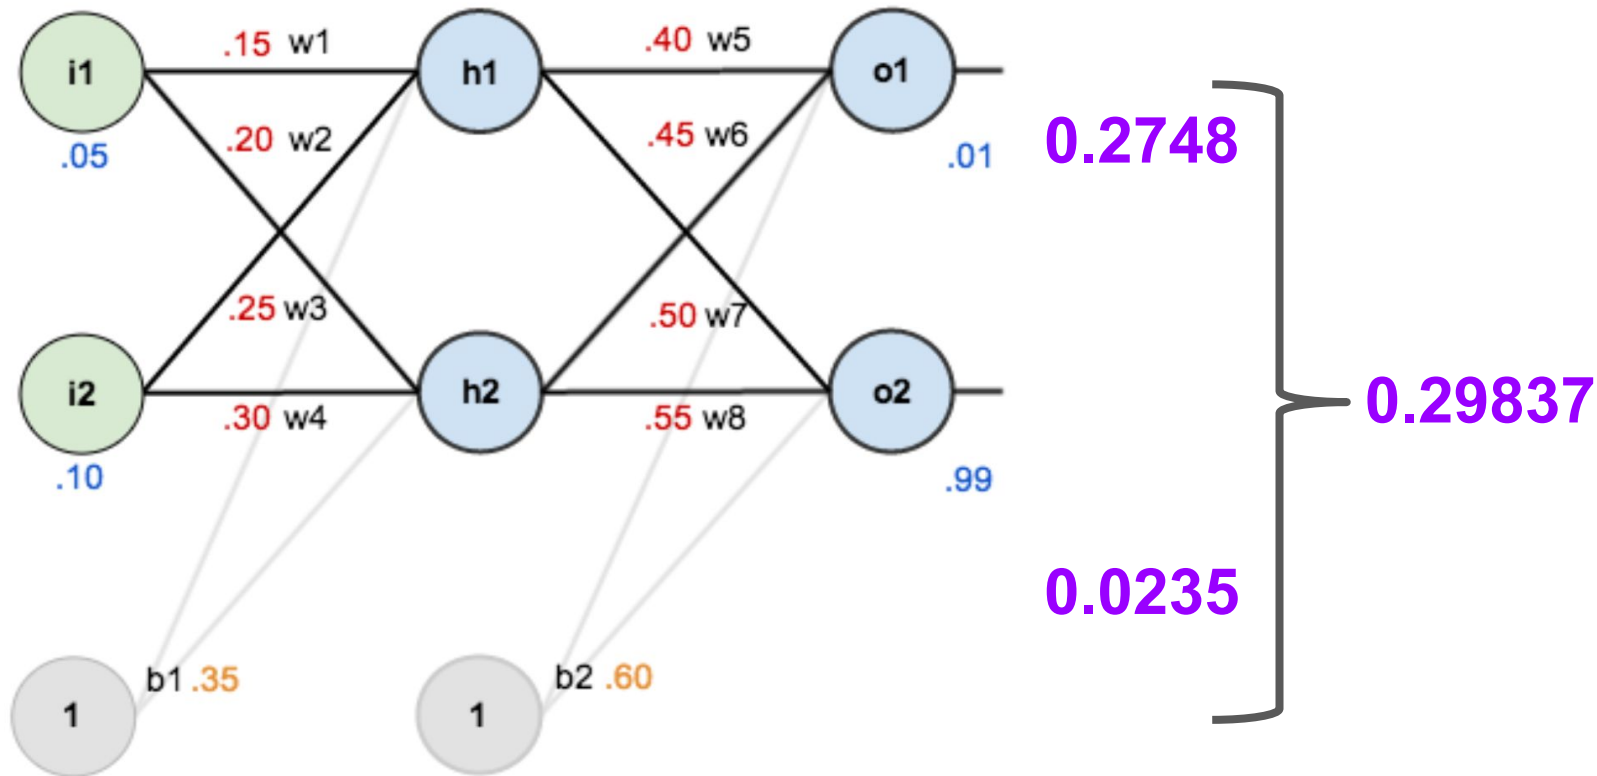 .15 w1
.40 w5
i1
h1
o1
.20 w2
.45 w6
.05
.01
0.2748
.25 w3
.50 w7
i2
h2
o2
0.29837
.30 w4
.55 w8
.10
.99
0.0235
b1 .35
b2 .60
1
1